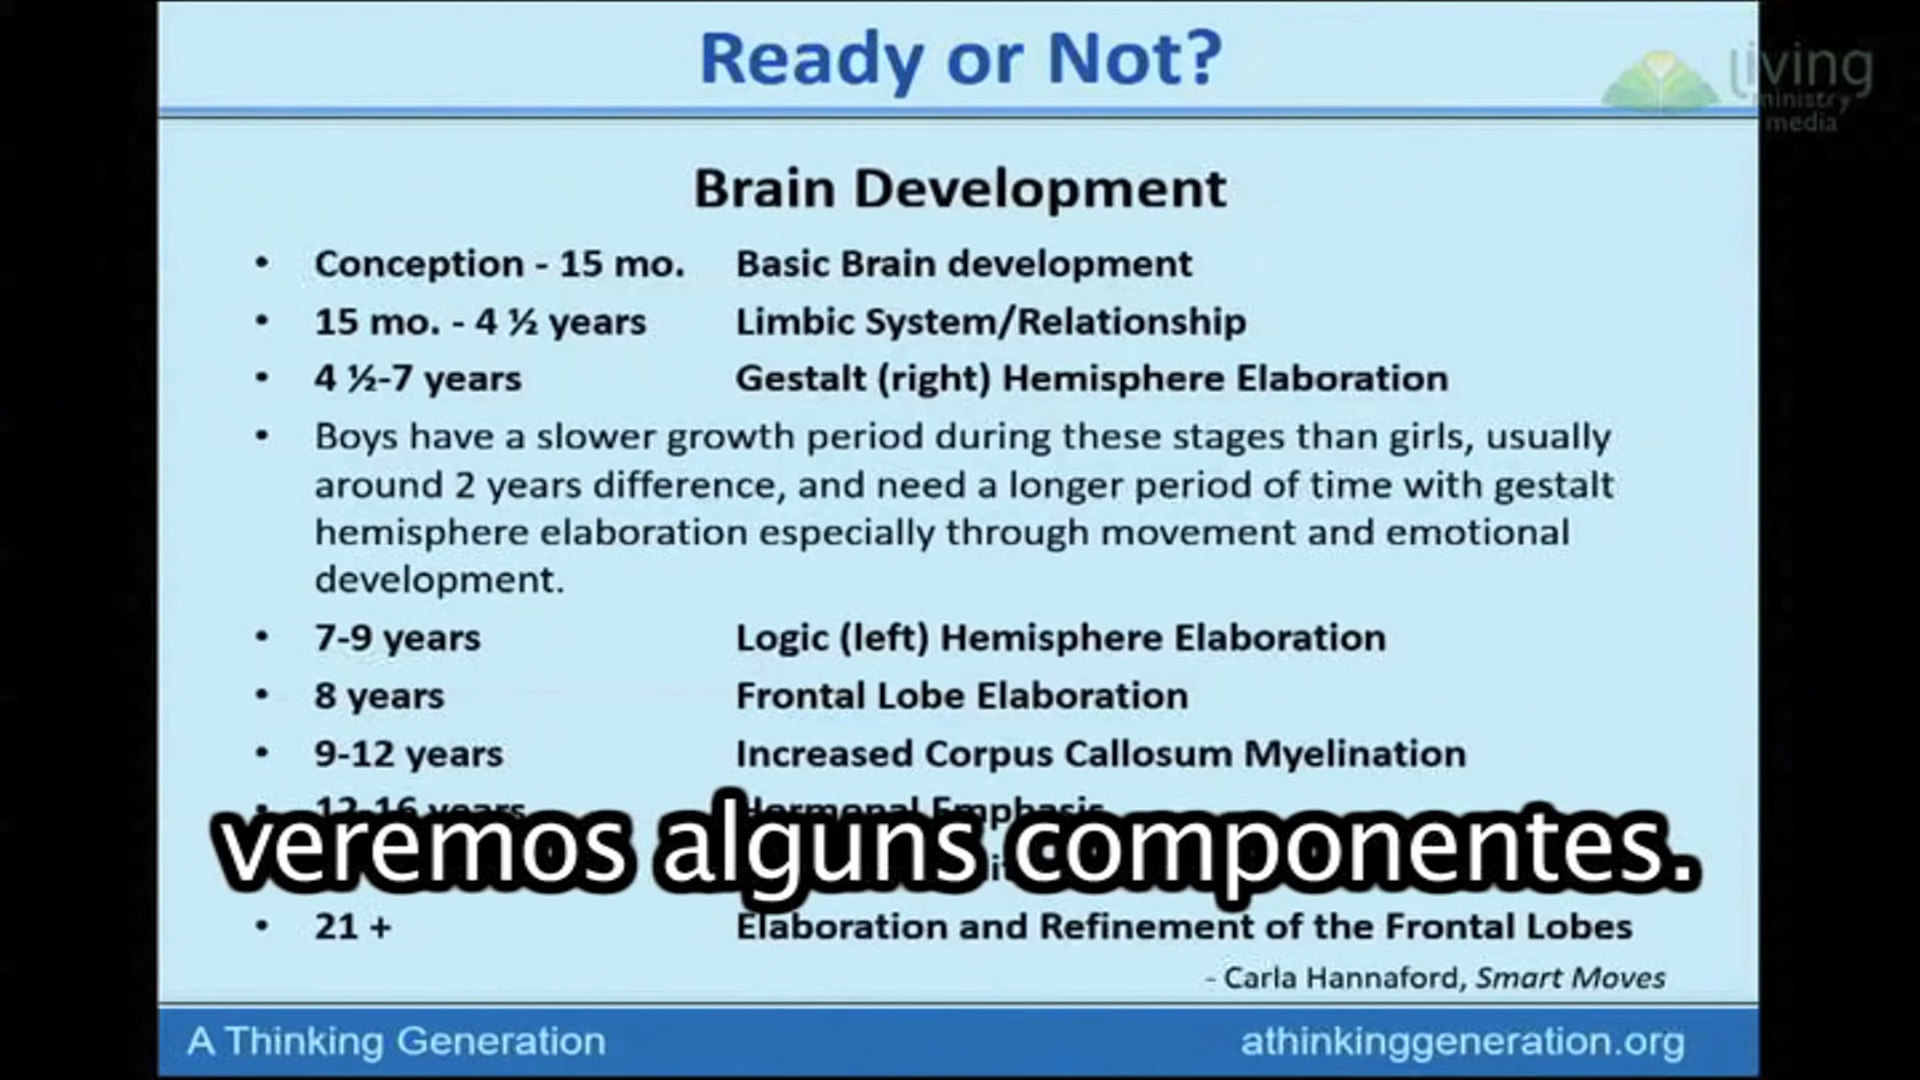 Ready or Not?
living
ministry
media
Brain Development
• Conception - 15 mo. Basic Brain development
• 15 mo. - 4 ½ years Limbic System/Relationship
• 4 ½-7 years Gestalt (right) Hemisphere Elaboration
• Boys have a slower growth period during these stages than girls, usually
around 2 years difference, and need a longer period of time with gestalt
hemisphere elaboration especially through movement and emotional
development.
• 7-9 years Logic (left) Hemisphere Elaboration
• 8 years Frontal Lobe Elaboration
• 9-12 years Increased Corpus Callosum Myelination
• 12-16 years Hormonal Emphasis
veremos alguns componentes.
• 21 + Elaboration and Refinement of the Frontal Lobes
- Carla Hannaford, Smart Moves
A Thinking Generation athinkinggeneration.org